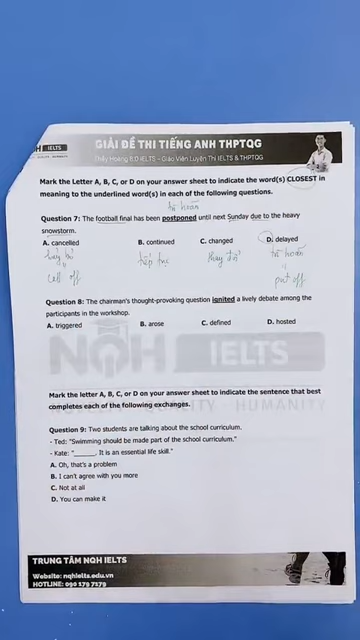 H IELTS
GIẢI ĐỀ THI TIẾNG ANH THPTQG
Thầy Hoàng 8.0 IELTS - Giáo Viên Luyện Thi IELTS & THPTQG
Mark the Letter A, B, C, or D on your answer sheet to indicate the word(s) CLOSEST in
meaning to the underlined word(s) in each of the following questions.
trì hoãn
Question 7: The football final has been postponed until next Sunday due to the heavy
snowstorm.
A. cancelled B. continued C. changed D. delayed
hủy bỏ tiếp tục thay đổi trì hoãn
call off put off
Question 8: The chairman's thought-provoking question ignited a lively debate among the
participants in the workshop.
A. triggered B. arose C. defined D. hosted
NQH IELTS
Mark the letter A, B, C, or D on your answer sheet to indicate the sentence that best
completes each of the following exchanges.
HUMANITY
Question 9: Two students are talking about the school curriculum.
- Ted: "Swimming should be made part of the school curriculum."
- Kate: "______. It is an essential life skill."
A. Oh, that's a problem
B. I can't agree with you more
C. Not at all
D. You can make it
TRUNG TÂM NQH IELTS
Website: nqhielts.edu.vn
HOTLINE: 090 179 7179